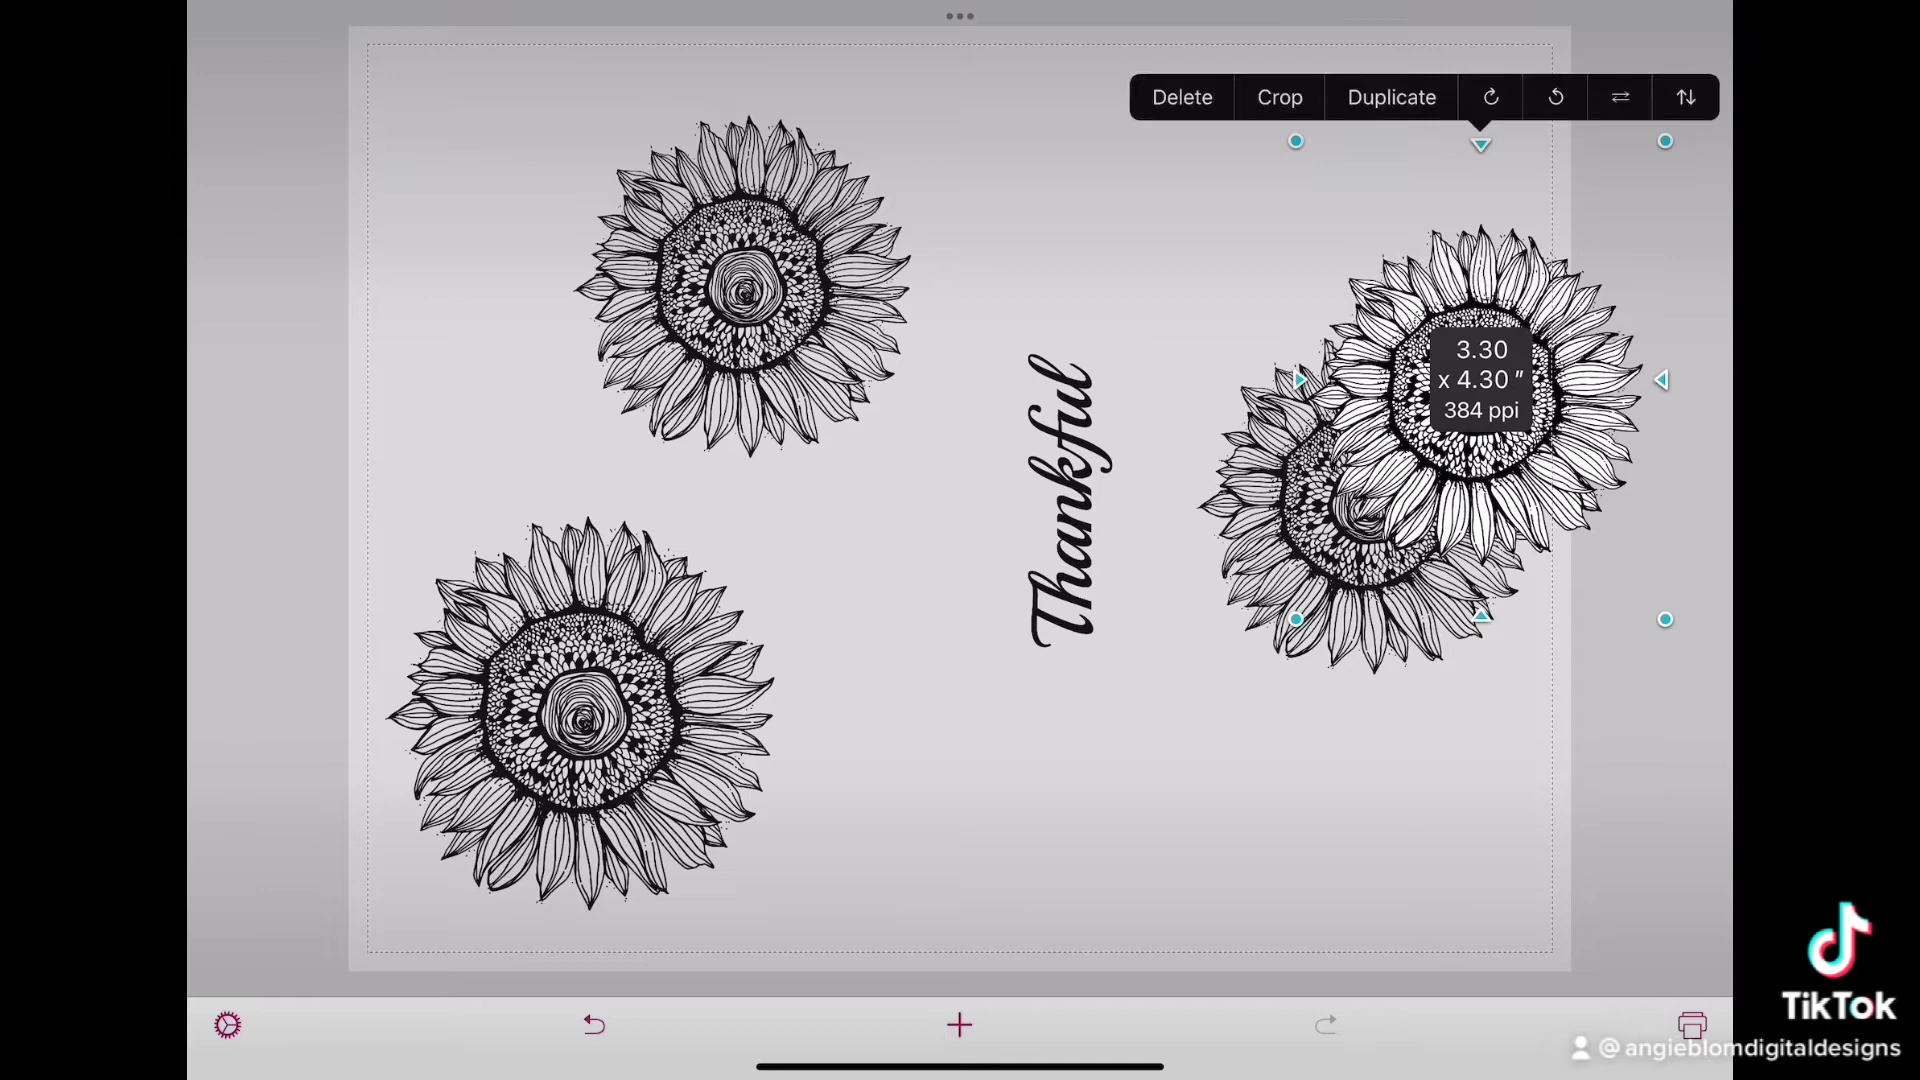 Delete
Crop
Duplicate
3.30
x 4.30 "
384 ppi
Thankful
TikTok
@ angieblomdigitaldesigns